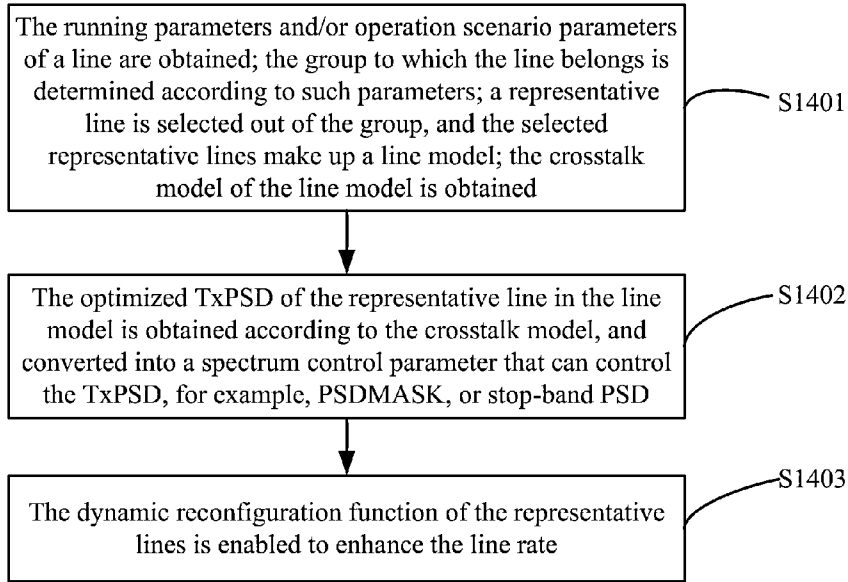 The running parameters and/or operation scenario parameters
of a line are obtained; the group to which the line belongs is
determined according to such parameters; a representative
line is selected out of the group, and the selected
representative lines make up a line model; the crosstalk
model of the line model is obtained
S1401
The optimized TxPSD of the representative line in the line
model is obtained according to the crosstalk model, and
converted into a spectrum control parameter that can control
the TxPSD, for example, PSDMASK, or stop-band PSD
S1402
The dynamic reconfiguration function of the representative
lines is enabled to enhance the line rate
S1403